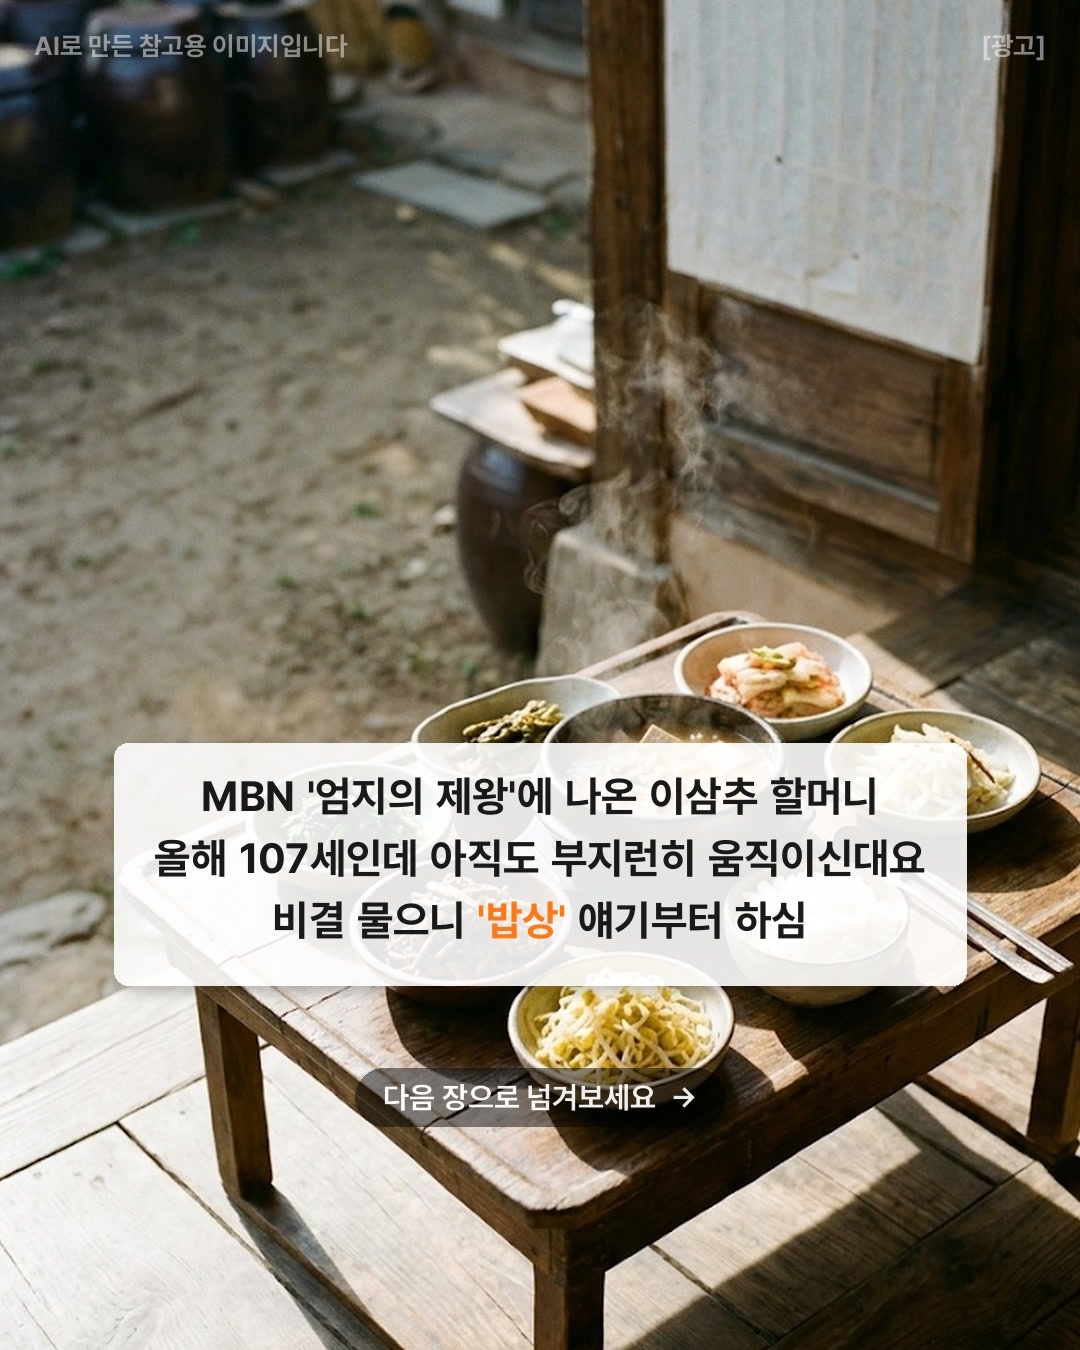 AI로 만든 참고용 이미지입니다
[광고]
MBN '엄지의 제왕'에 나온 이삼추 할머니
올해 107세인데 아직도 부지런히 움직이신대요
비결 물으니 '밥상' 얘기부터 하심
다음 장으로 넘겨보세요 →